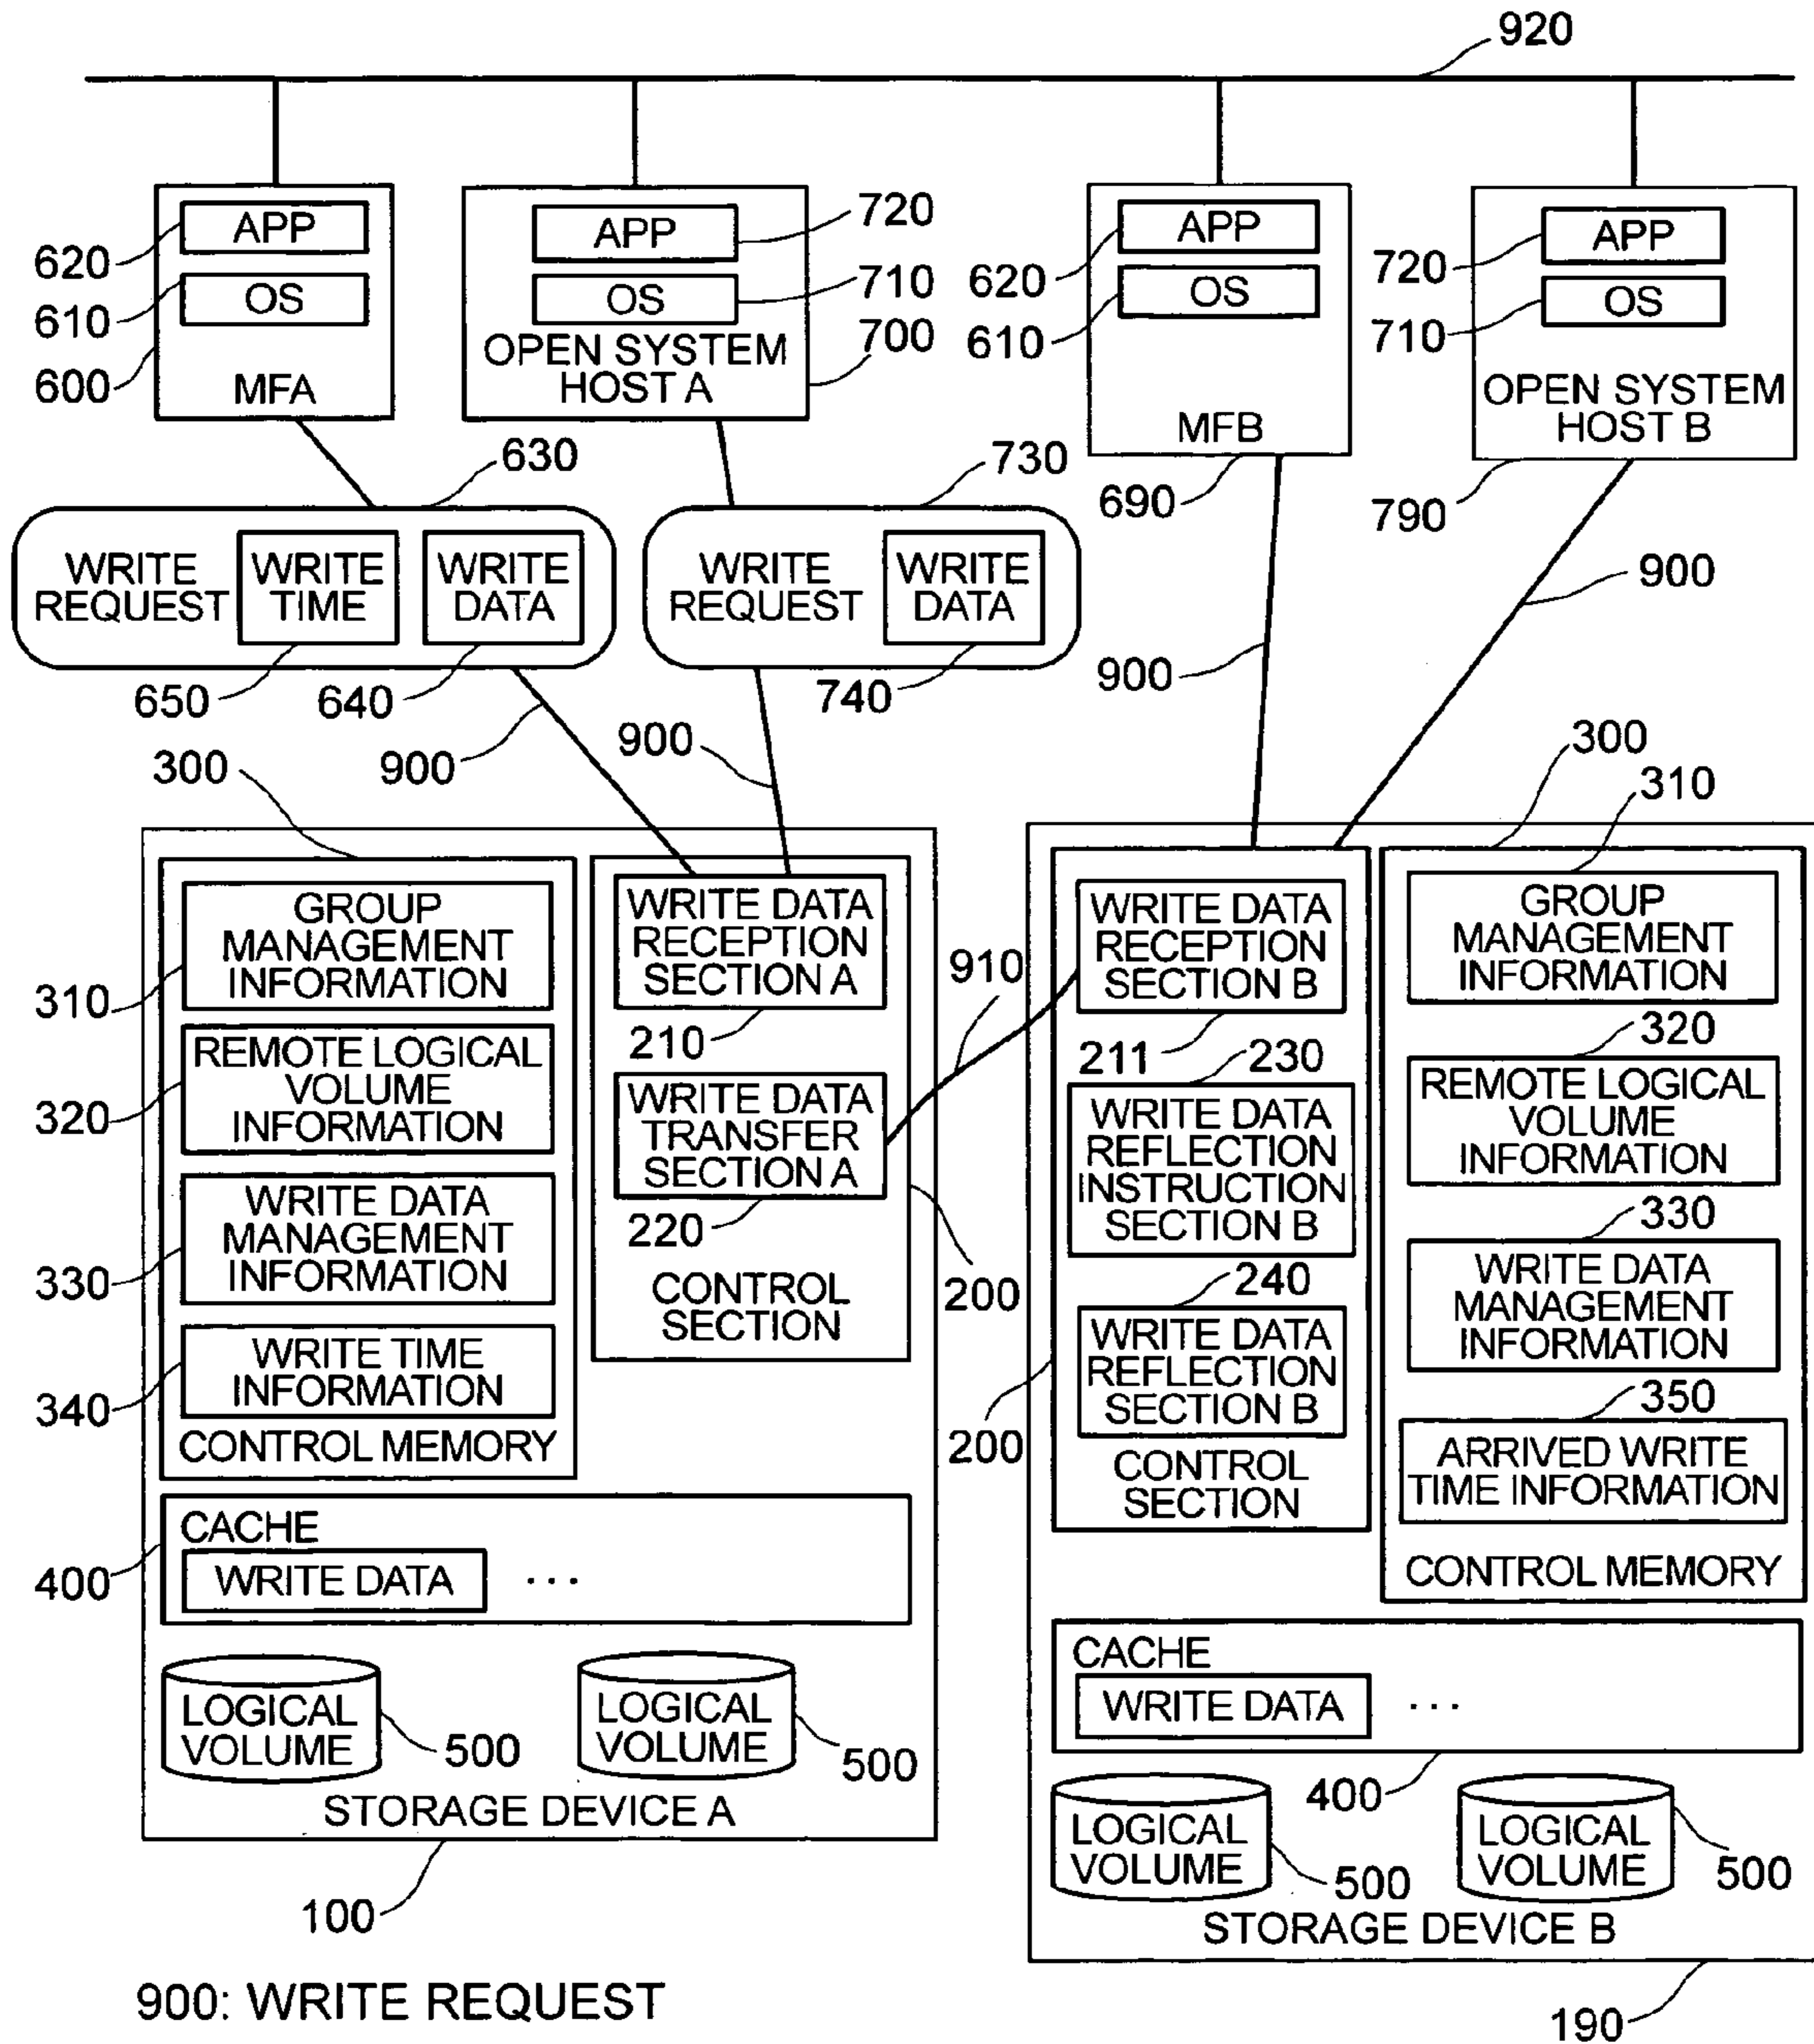 920
APP
620
OS
610
600
MFA
APP
720
OS
710
OPEN SYSTEM
HOST A
700
APP
620
OS
610
MFB
690
APP
720
OS
710
OPEN SYSTEM
HOST B
790
630
WRITE
REQUEST
WRITE
TIME
WRITE
DATA
650
640
900
730
WRITE
REQUEST
WRITE
DATA
740
900
900
900
300
GROUP
MANAGEMENT
INFORMATION
310
REMOTE LOGICAL
VOLUME
INFORMATION
320
WRITE DATA
MANAGEMENT
INFORMATION
330
WRITE TIME
INFORMATION
340
CONTROL MEMORY
WRITE DATA
RECEPTION
SECTION A
210
WRITE DATA
TRANSFER
SECTION A
220
CONTROL
SECTION
200
910
CACHE
WRITE DATA
...
400
LOGICAL
VOLUME
500
LOGICAL
VOLUME
500
STORAGE DEVICE A
100
WRITE DATA
RECEPTION
SECTION B
211
230
WRITE DATA
REFLECTION
INSTRUCTION
SECTION B
240
WRITE DATA
REFLECTION
SECTION B
200
CONTROL
SECTION
300
310
GROUP
MANAGEMENT
INFORMATION
320
REMOTE LOGICAL
VOLUME
INFORMATION
330
WRITE DATA
MANAGEMENT
INFORMATION
350
ARRIVED WRITE
TIME INFORMATION
CONTROL MEMORY
CACHE
WRITE DATA
...
400
LOGICAL
VOLUME
500
LOGICAL
VOLUME
500
STORAGE DEVICE B
190
900: WRITE REQUEST